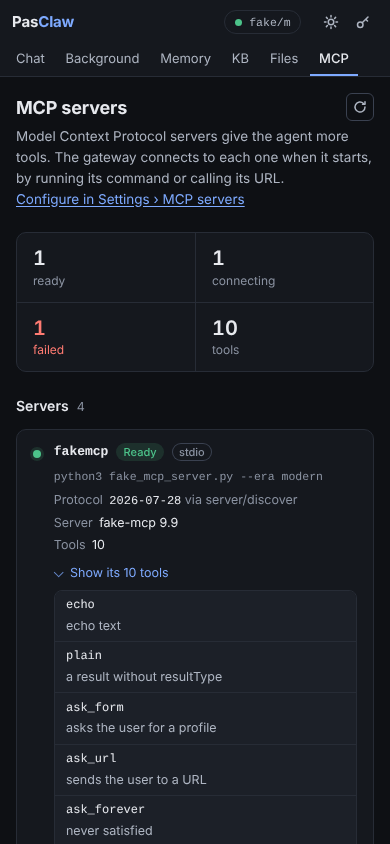 PasClaw
fake/m
Chat Background Memory KB Files MCP
MCP servers
Model Context Protocol servers give the agent more
tools. The gateway connects to each one when it starts,
by running its command or calling its URL.
Configure in Settings › MCP servers
1 1
ready connecting
1 10
failed tools
Servers 4
fakemcp Ready stdio
python3 fake_mcp_server.py --era modern
Protocol 2026-07-28 via server/discover
Server fake-mcp 9.9
Tools 10
Show its 10 tools
echo
echo text
plain
a result without resultType
ask_form
asks the user for a profile
ask_url
sends the user to a URL
ask_forever
never satisfied